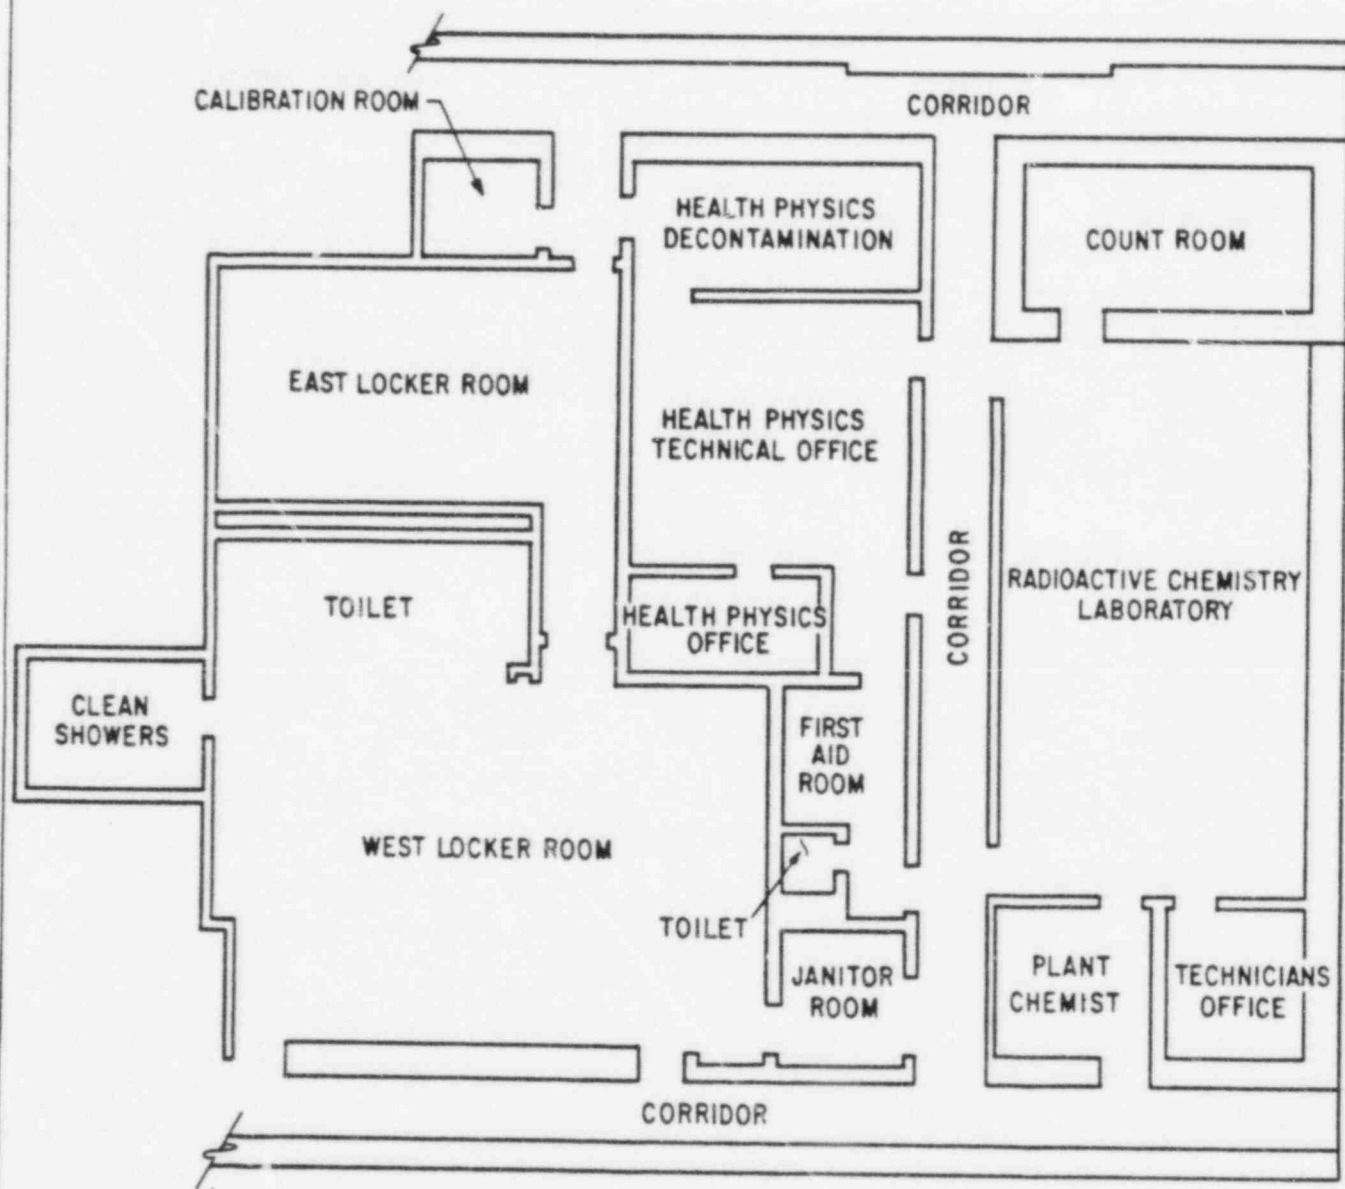 CALIBRATION ROOM
CORRIDOR
HEALTH PHYSICS
DECONTAMINATION
COUNT ROOM
EAST LOCKER ROOM
HEALTH PHYSICS
TECHNICAL OFFICE
CORRIDOR
RADIOACTIVE CHEMISTRY
LABORATORY
TOILET
HEALTH PHYSICS
OFFICE
CLEAN
SHOWERS
FIRST
AID
ROOM
WEST LOCKER ROOM
TOILET
JANITOR
ROOM
PLANT
CHEMIST
TECHNICIANS
OFFICE
CORRIDOR